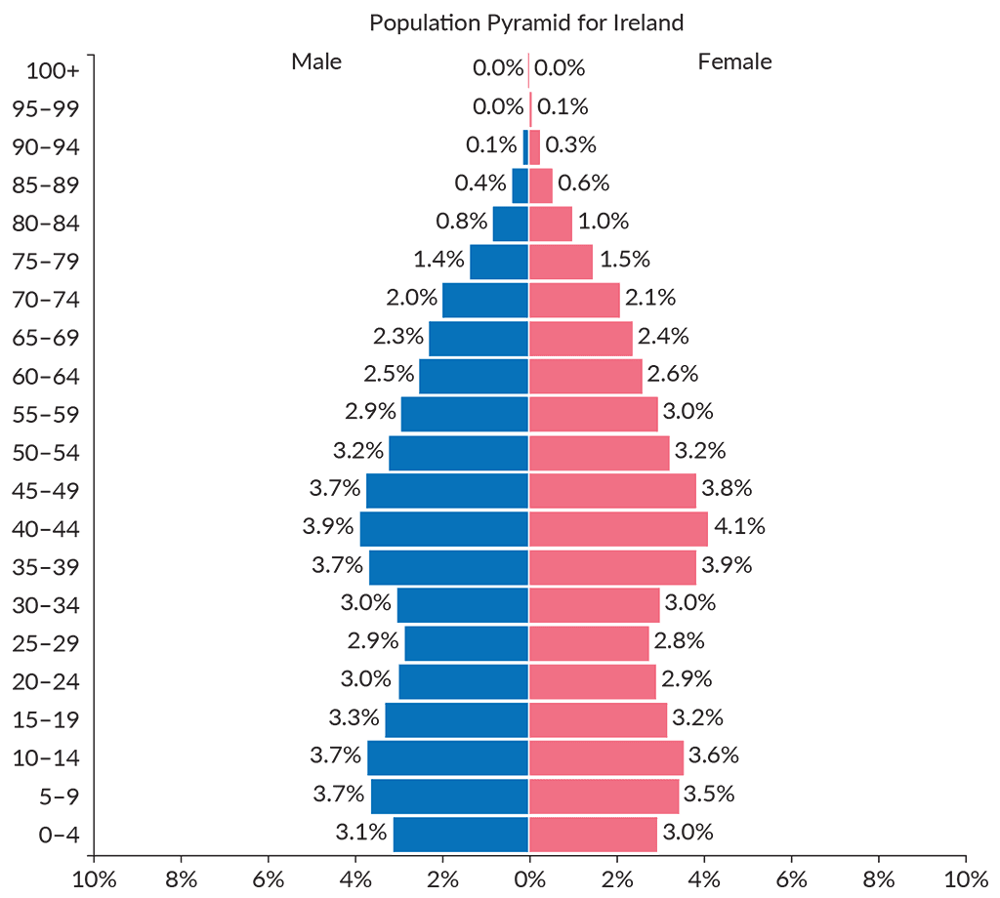 Population Pyramid for Ireland
Male Female
100+ 0.0% 0.0%
95–99 0.0% 0.1%
90–94 0.1% 0.3%
85–89 0.4% 0.6%
80–84 0.8% 1.0%
75–79 1.4% 1.5%
70–74 2.0% 2.1%
65–69 2.3% 2.4%
60–64 2.5% 2.6%
55–59 2.9% 3.0%
50–54 3.2% 3.2%
45–49 3.7% 3.8%
40–44 3.9% 4.1%
35–39 3.7% 3.9%
30–34 3.0% 3.0%
25–29 2.9% 2.8%
20–24 3.0% 2.9%
15–19 3.3% 3.2%
10–14 3.7% 3.6%
5–9 3.7% 3.5%
0–4 3.1% 3.0%
10% 8% 6% 4% 2% 0% 2% 4% 6% 8% 10%